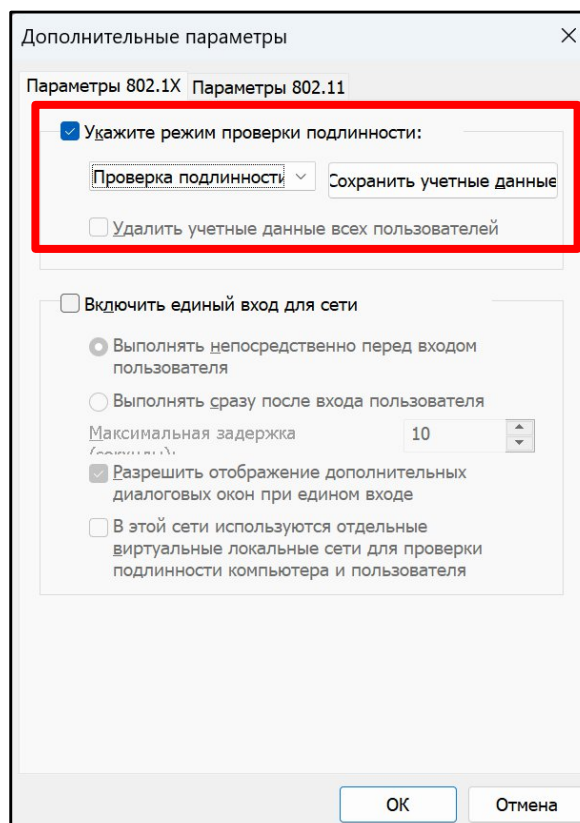 Дополнительные параметры
Параметры 802.1X Параметры 802.11
Укажите режим проверки подлинности:
Проверка подлинности Сохранить учетные данные
Удалить учетные данные всех пользователей
Включить единый вход для сети
Выполнять непосредственно перед входом
пользователя
Выполнять сразу после входа пользователя
Максимальная задержка 10
(секунды):
Разрешить отображение дополнительных
диалоговых окон при едином входе
В этой сети используются отдельные
виртуальные локальные сети для проверки
подлинности компьютера и пользователя
ОК Отмена